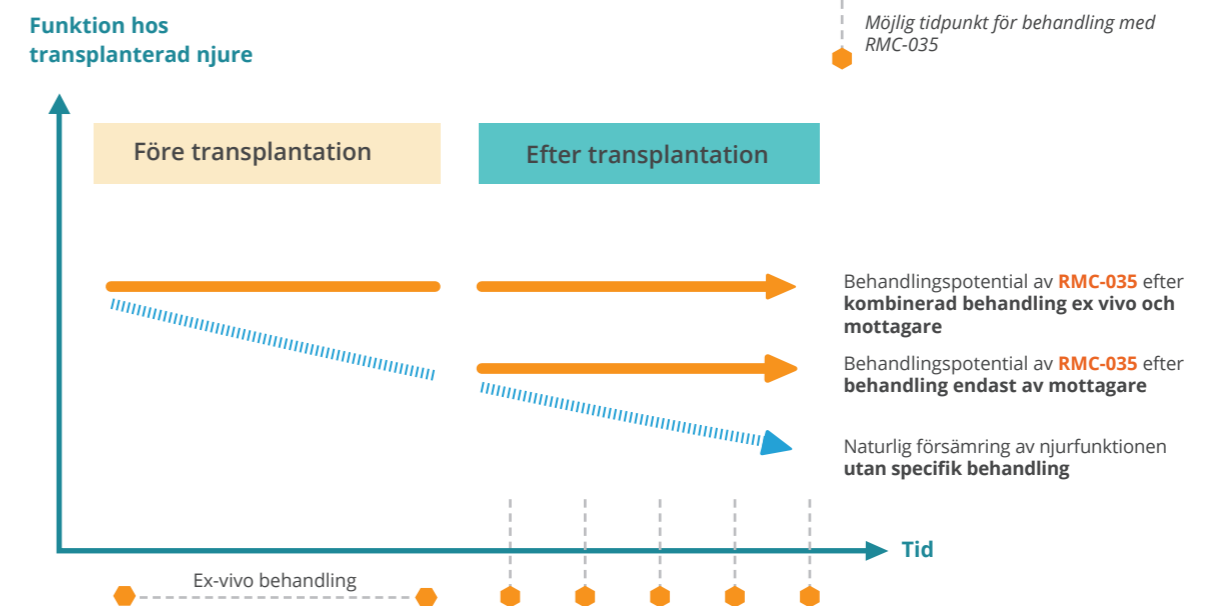 Funktion hos
transplanterad njure
Möjlig tidpunkt för behandling med
RMC-035
Före transplantation
Efter transplantation
Behandlingspotential av RMC-035 efter
kombinerad behandling ex vivo och
mottagare
Behandlingspotential av RMC-035 efter
behandling endast av mottagare
Naturlig försämring av njurfunktionen
utan specifik behandling
Tid
Ex-vivo behandling